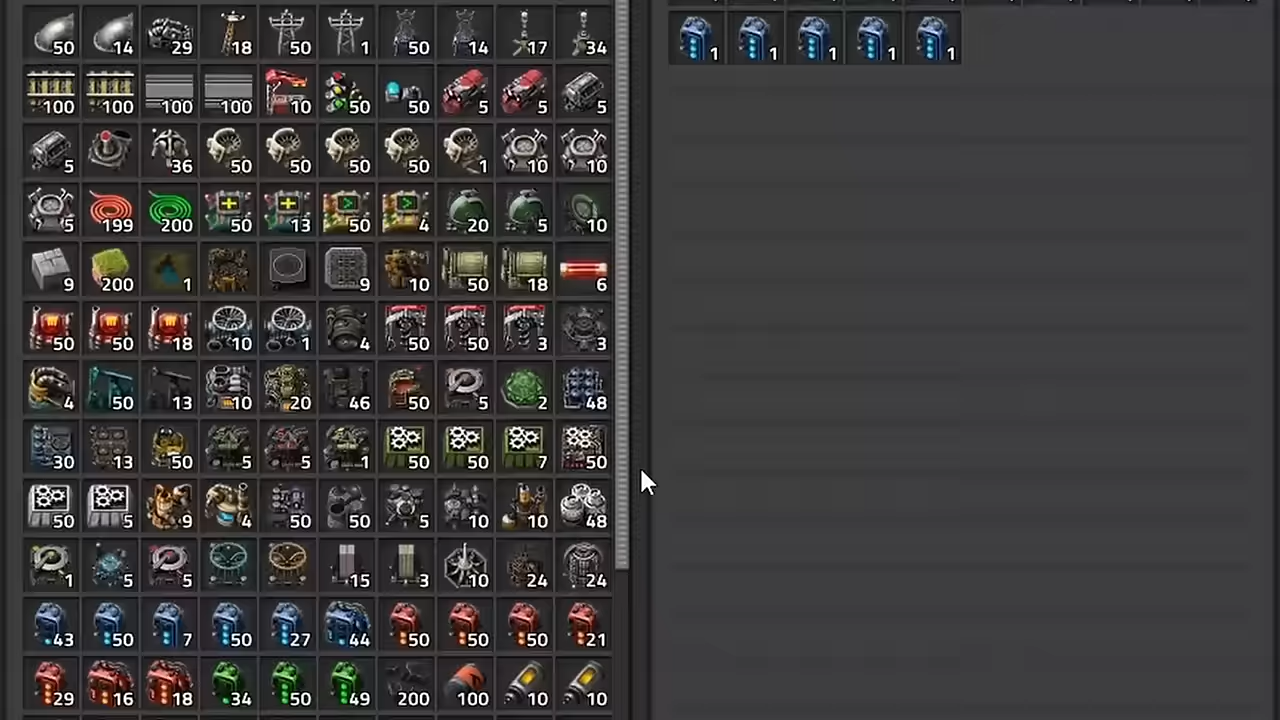 50 14 29 18 50 1 50 14 17 34
1 1 1 1 1
100 100 100 100 10 50 50 5 5 5
5 36 50 50 50 50 1 10 10
5 199 200 50 13 50 4 20 5 10
9 200 1 9 10 50 18 6
50 50 18 10 1 4 50 50 3 3
4 50 13 10 20 46 50 5 2 48
30 13 50 5 5 1 50 50 7 50
50 5 9 4 50 50 5 10 10 48
1 5 5 15 3 10 24 24
43 50 7 50 27 44 50 50 50 21
29 16 18 34 50 49 200 100 10 10